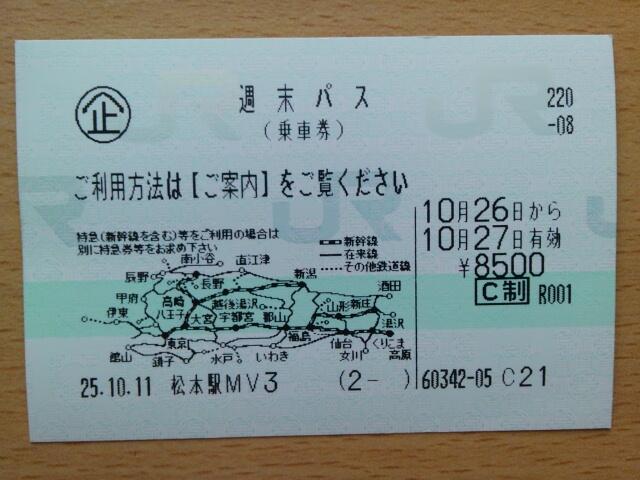 企 週末パス 220
(乗車券) -08
ご利用方法は【ご案内】をご覧ください
10月26日から
10月27日有効
¥8500
C制 R001
特急(新幹線を含む)等をご利用の場合は
別に特急券等をお求め下さい
新幹線
在来線
その他鉄道線
南小谷 直江津
辰野 長野 新潟 酒田
甲府 高崎 越後湯沢 山形 新庄
伊東 八王子 大宮 宇都宮 郡山 湯沢
東京 福島 仙台 くりこま高原
館山 銚子 水戸 いわき 女川
25.10.11 松本駅MV3 (2- ) 60342-05 C21